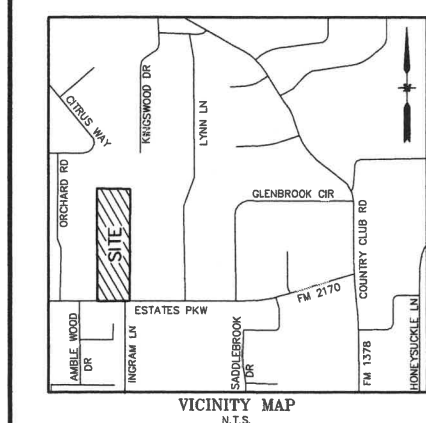 CITRUS WAY
KINGSWOOD DR
LYNN LN
ORCHARD RD
GLENBROOK CIR
COUNTRY CLUB RD
SITE
ESTATES PKW
FM 2170
AMBLE WOOD
DR
INGRAM LN
SADDLEBROOK
DR
FM 1378
HONEYSUCKLE LN
VICINITY MAP
N.T.S.